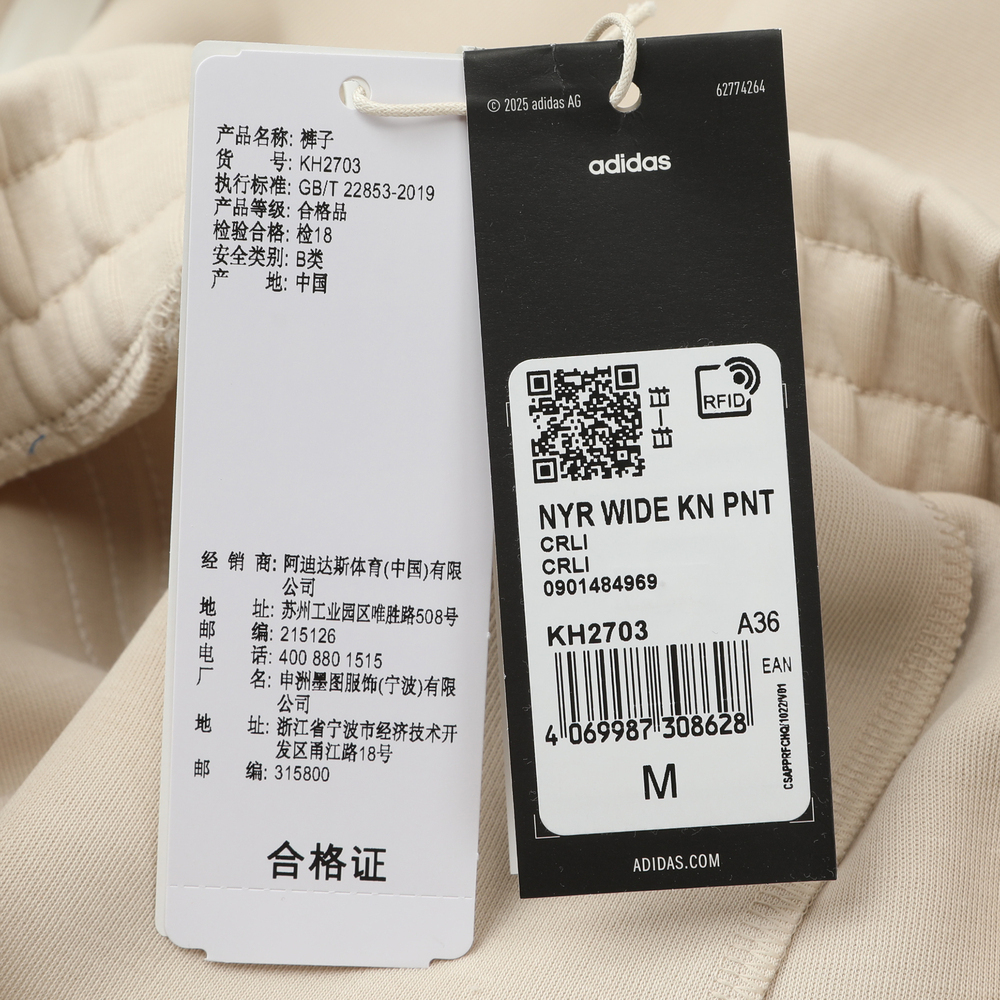 产品名称: 裤子
货 号: KH2703
执行标准: GB/T 22853-2019
产品等级: 合格品
检验合格: 检18
安全类别: B类
产 地: 中国
经 销 商: 阿迪达斯体育(中国)有限
公司
地 址: 苏州工业园区唯胜路508号
邮 编: 215126
电 话: 400 880 1515
厂 名: 申洲墨图服饰(宁波)有限
公司
地 址: 浙江省宁波市经济技术开
发区甬江路18号
邮 编: 315800
合格证
© 2025 adidas AG
62774264
adidas
RFID
NYR WIDE KN PNT
CRLI
CRLI
0901484969
KH2703 A36
EAN
4 069987 308628
CSAPPRFCHQ/1022/V01
M
ADIDAS.COM